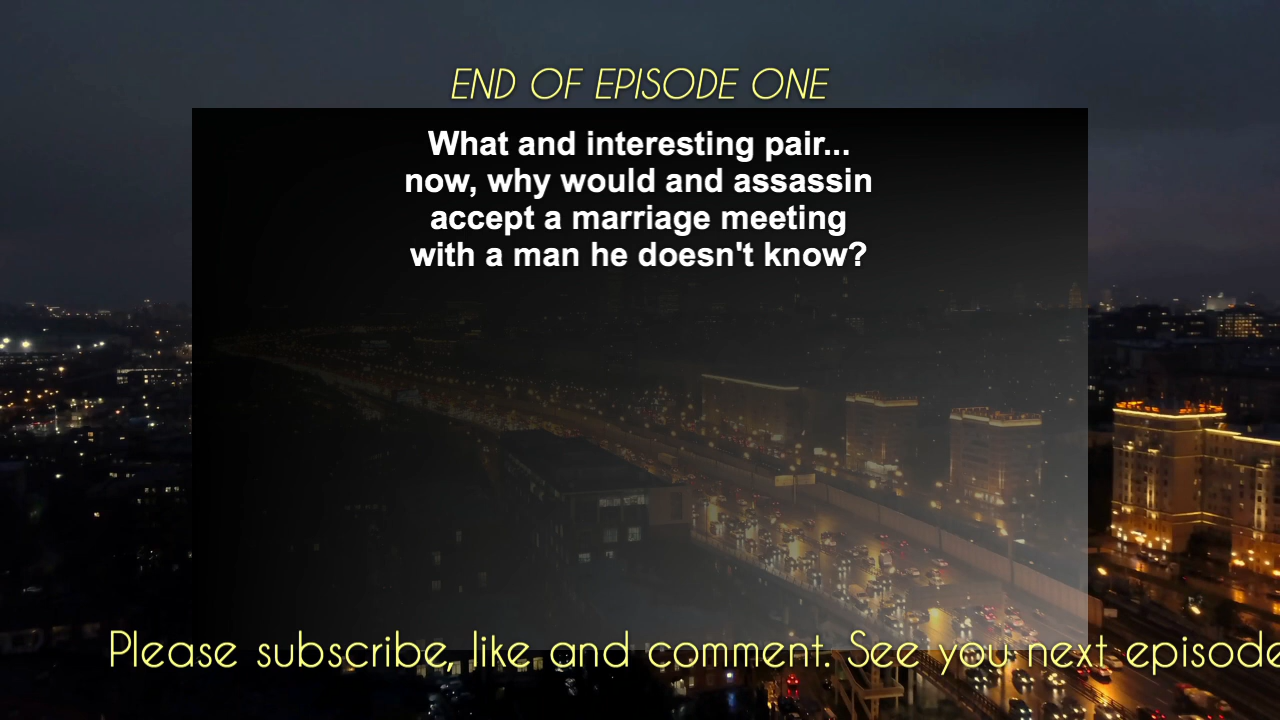 END OF EPISODE ONE
What and interesting pair...
now, why would and assassin
accept a marriage meeting
with a man he doesn't know?
Please subscribe, like and comment. See you next episode